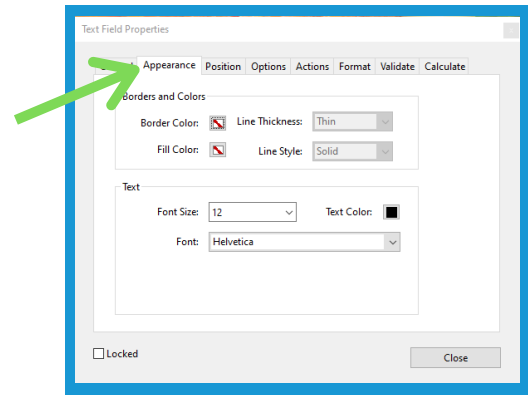 Text Field Properties
Appearance Position Options Actions Format Validate Calculate
Borders and Colors
Border Color: Line Thickness: Thin
Fill Color: Line Style: Solid
Text
Font Size: 12 Text Color:
Font: Helvetica
Locked
Close